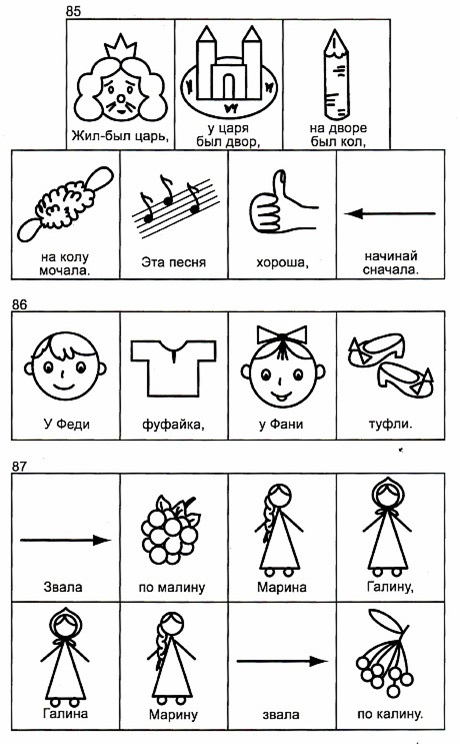 85
Жил-был царь,
у царя
был двор,
на дворе
был кол,
на колу
мочала.
Эта песня
хороша,
начинай
сначала.
86
У Феди
фуфайка,
у Фани
туфли.
87
Звала
по малину
Марина
Галину,
Галина
Марину
звала
по калину.